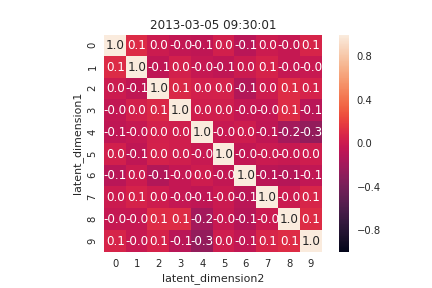 2013-03-05 09:30:01
0 1.0 0.1 0.0 -0.0 -0.1 0.0 -0.1 0.0 -0.0 0.1
1 0.1 1.0 -0.1 0.0 -0.0 -0.1 0.0 0.1 -0.0 -0.0
2 0.0 -0.1 1.0 0.1 0.0 0.0 -0.1 0.0 0.1 0.1
3 -0.0 0.0 0.1 1.0 0.0 0.0 -0.0 -0.0 0.1 -0.1
4 -0.1 -0.0 0.0 0.0 1.0 -0.0 0.0 -0.1 -0.2 -0.3
5 0.0 -0.1 0.0 0.0 -0.0 1.0 -0.0 -0.0 -0.0 0.0
6 -0.1 0.0 -0.1 -0.0 0.0 -0.0 1.0 -0.1 -0.1 -0.1
7 0.0 0.1 0.0 -0.0 -0.1 -0.0 -0.1 1.0 -0.0 0.1
8 -0.0 -0.0 0.1 0.1 -0.2 -0.0 -0.1 -0.0 1.0 0.1
9 0.1 -0.0 0.1 -0.1 -0.3 0.0 -0.1 0.1 0.1 1.0
0 1 2 3 4 5 6 7 8 9
latent_dimension2
latent_dimension1
0.8
0.4
0.0
-0.4
-0.8